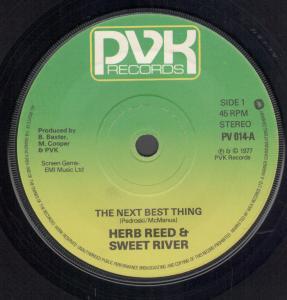 PVK
RECORDS
SIDE 1
45 RPM
STEREO
PV 014-A
Produced by
B. Baxter,
M. Cooper
& PVK
Screen Gems-
EMI Music Ltd
℗ & © 1977
PVK Records
THE NEXT BEST THING
(Pedroski/McManus)
HERB REED &
SWEET RIVER